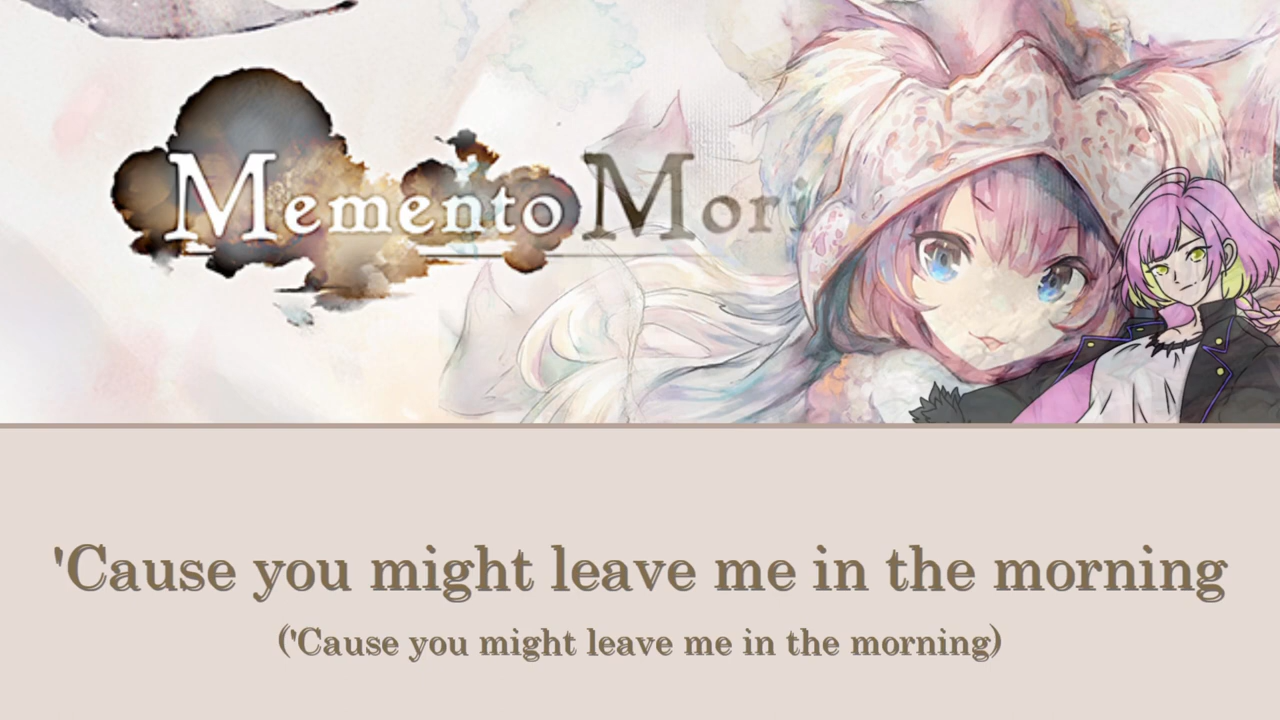 Memento Mori
'Cause you might leave me in the morning
('Cause you might leave me in the morning)